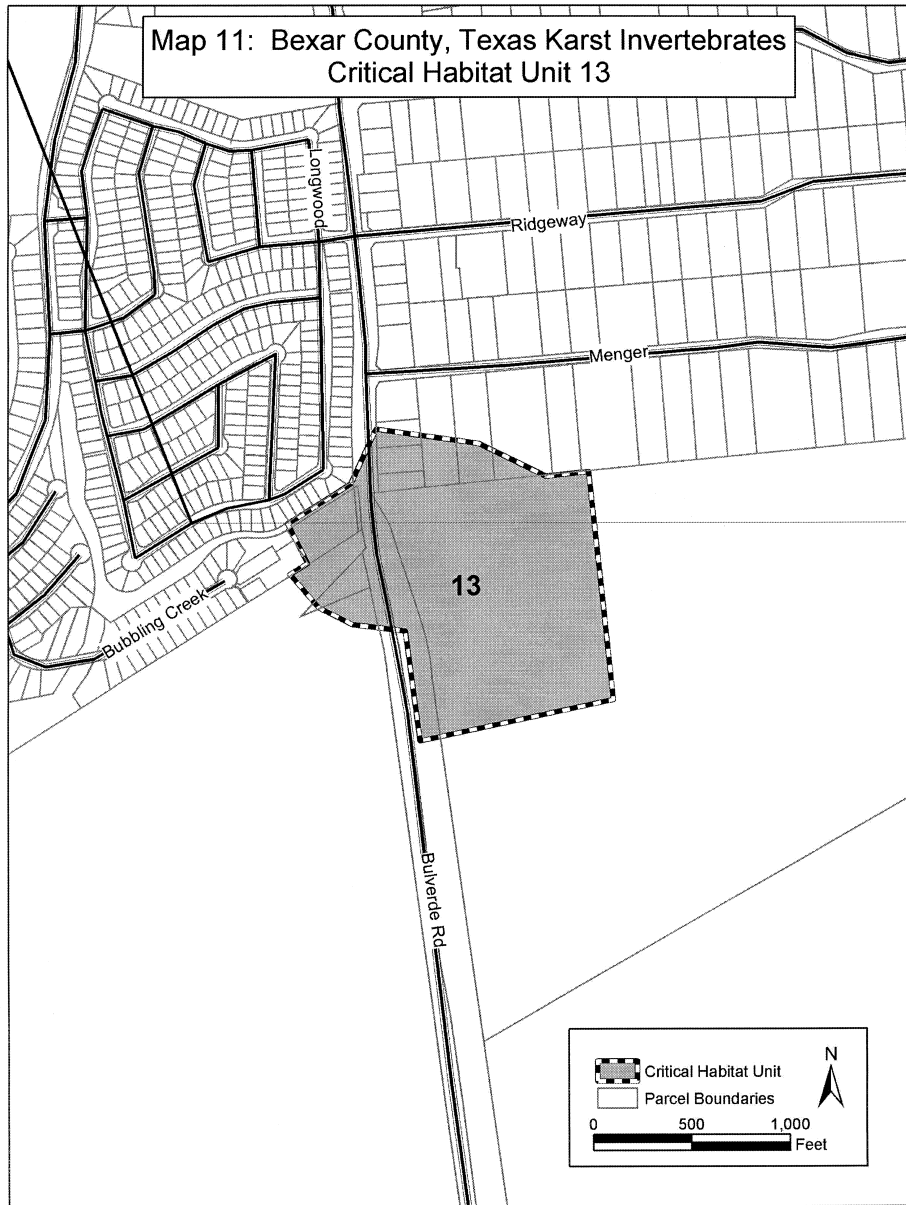 Map 11: Bexar County, Texas Karst Invertebrates
Critical Habitat Unit 13
Longwood
Ridgeway
Menger
13
Bubbling Creek
Bulverde Rd
Critical Habitat Unit
Parcel Boundaries
N
0 500 1,000
Feet